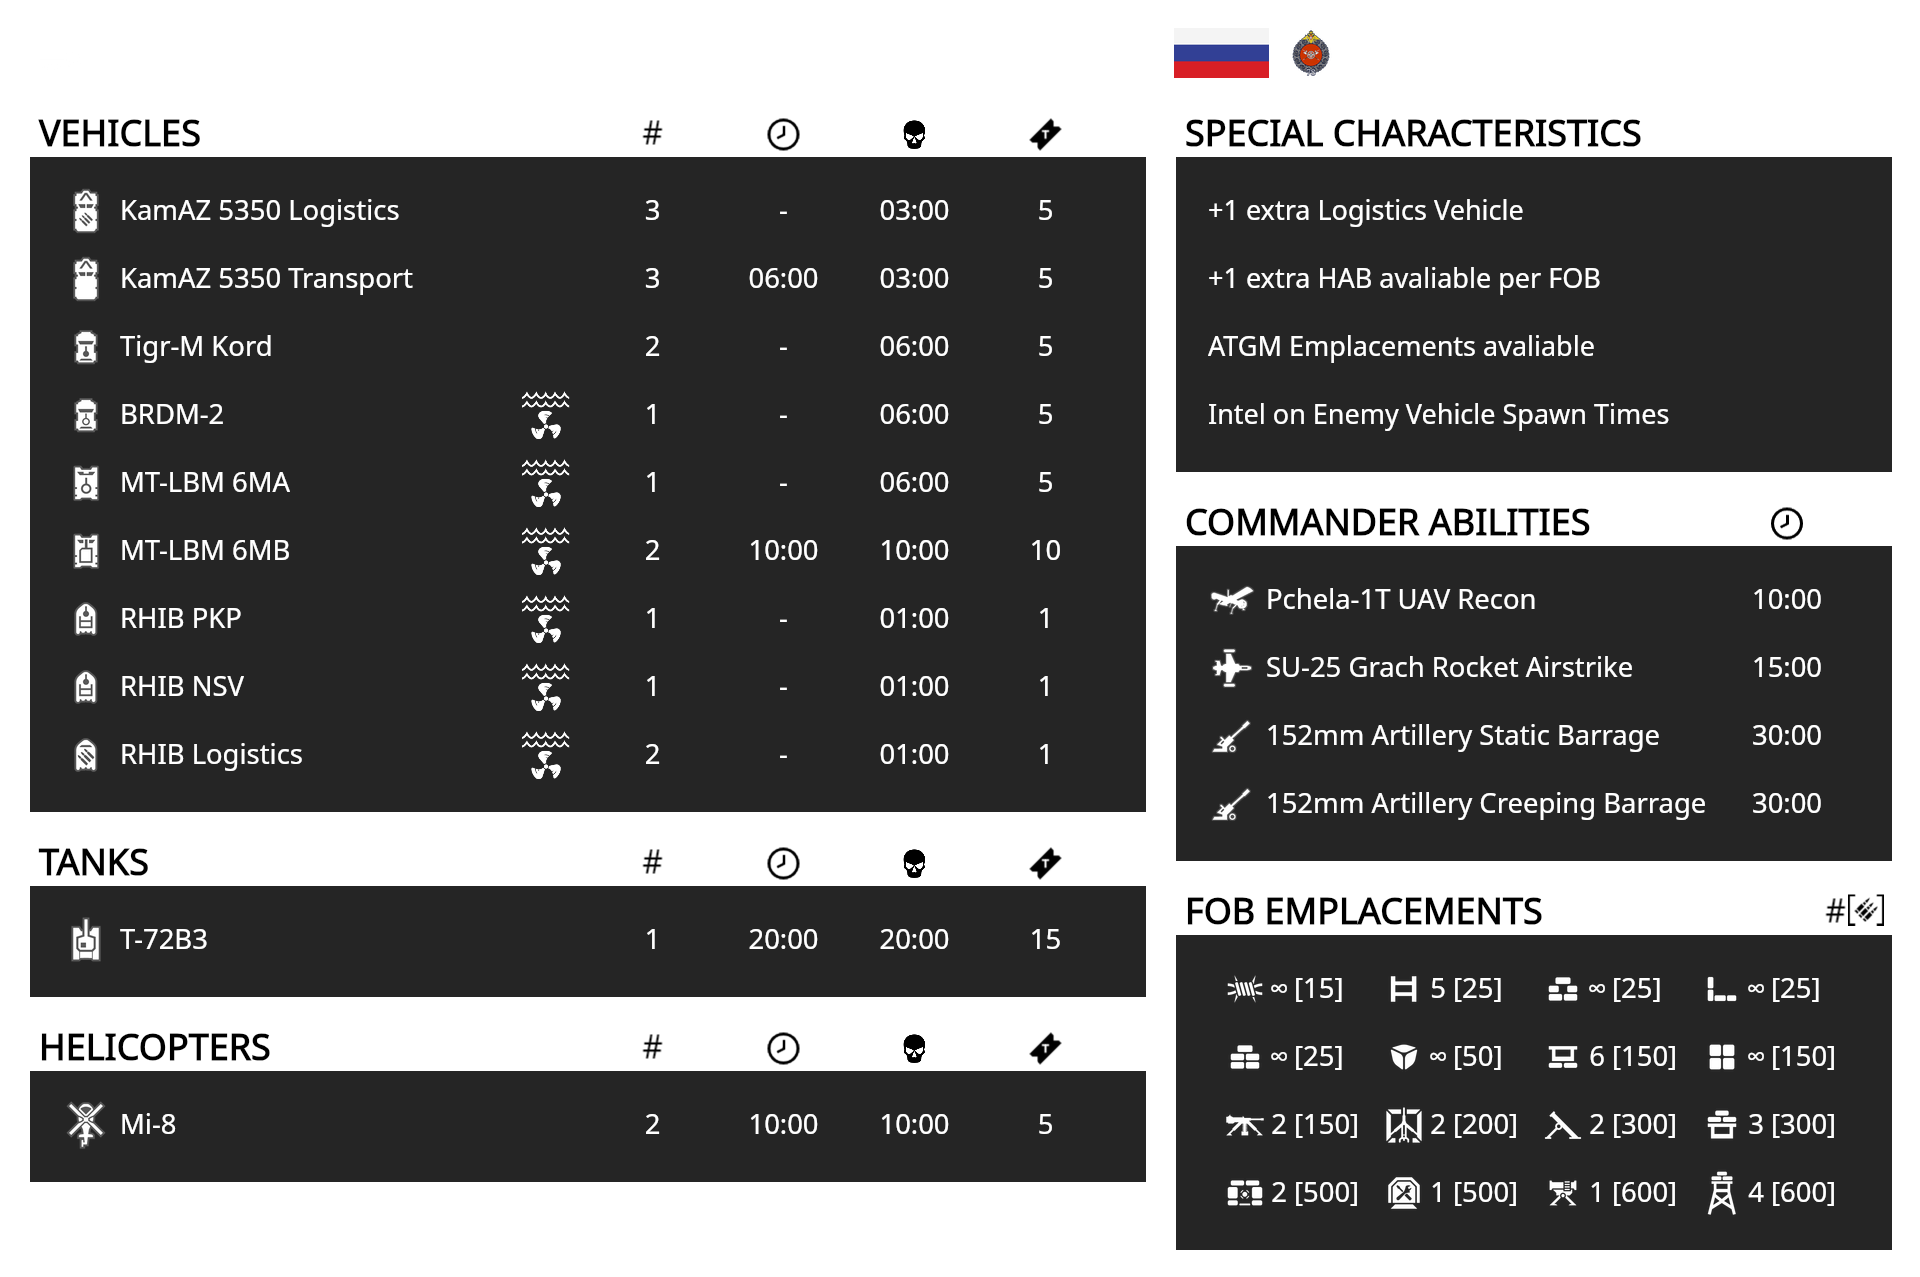 VEHICLES #
KamAZ 5350 Logistics 3 - 03:00 5
KamAZ 5350 Transport 3 06:00 03:00 5
Tigr-M Kord 2 - 06:00 5
BRDM-2 1 - 06:00 5
MT-LBM 6MA 1 - 06:00 5
MT-LBM 6MB 2 10:00 10:00 10
RHIB PKP 1 - 01:00 1
RHIB NSV 1 - 01:00 1
RHIB Logistics 2 - 01:00 1
TANKS #
T-72B3 1 20:00 20:00 15
HELICOPTERS #
Mi-8 2 10:00 10:00 5
SPECIAL CHARACTERISTICS
+1 extra Logistics Vehicle
+1 extra HAB avaliable per FOB
ATGM Emplacements avaliable
Intel on Enemy Vehicle Spawn Times
COMMANDER ABILITIES
Pchela-1T UAV Recon 10:00
SU-25 Grach Rocket Airstrike 15:00
152mm Artillery Static Barrage 30:00
152mm Artillery Creeping Barrage 30:00
FOB EMPLACEMENTS #[]
∞ [15] 5 [25] ∞ [25] ∞ [25]
∞ [25] ∞ [50] 6 [150] ∞ [150]
2 [150] 2 [200] 2 [300] 3 [300]
2 [500] 1 [500] 1 [600] 4 [600]